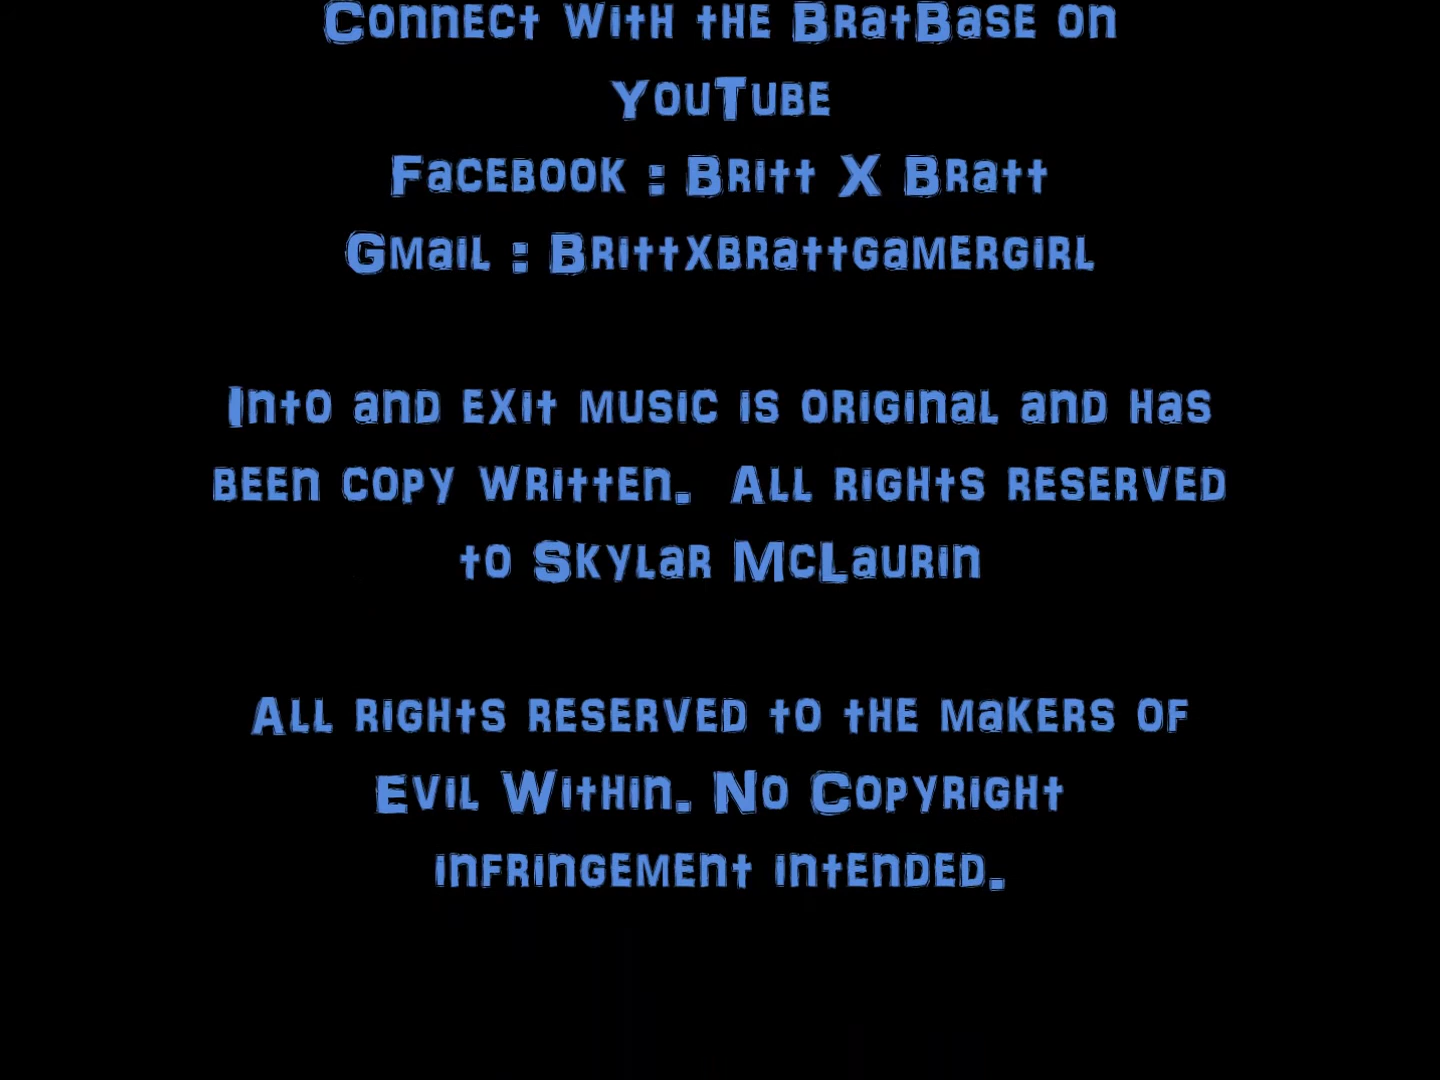 Connect with the BratBase on
YouTube
Facebook : Britt X Bratt
Gmail : Brittxbrattgamergirl
Into and exit music is original and has
been copy written.  All rights reserved
to Skylar McLaurin
All rights reserved to the makers of
Evil Within. No Copyright
infringement intended.